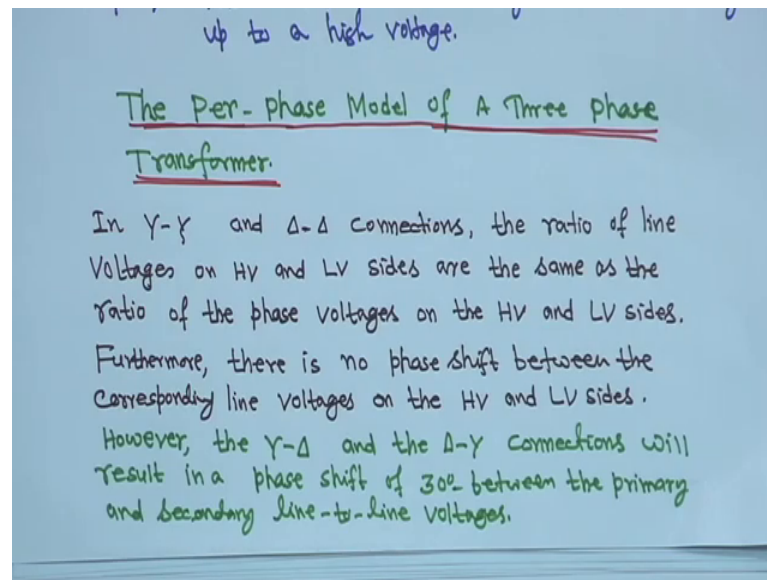 up to a high voltage.
The Per-phase Model of A Three phase
Transformer.
In Y-Y and Δ-Δ connections, the ratio of line
Voltages on HV and LV sides are the same as the
ratio of the phase voltages on the HV and LV sides.
Furthermore, there is no phase shift between the
corresponding line voltages on the HV and LV sides.
However, the Y-Δ and the Δ-Y connections will
result in a phase shift of 30° between the primary
and secondary line-to-line voltages.